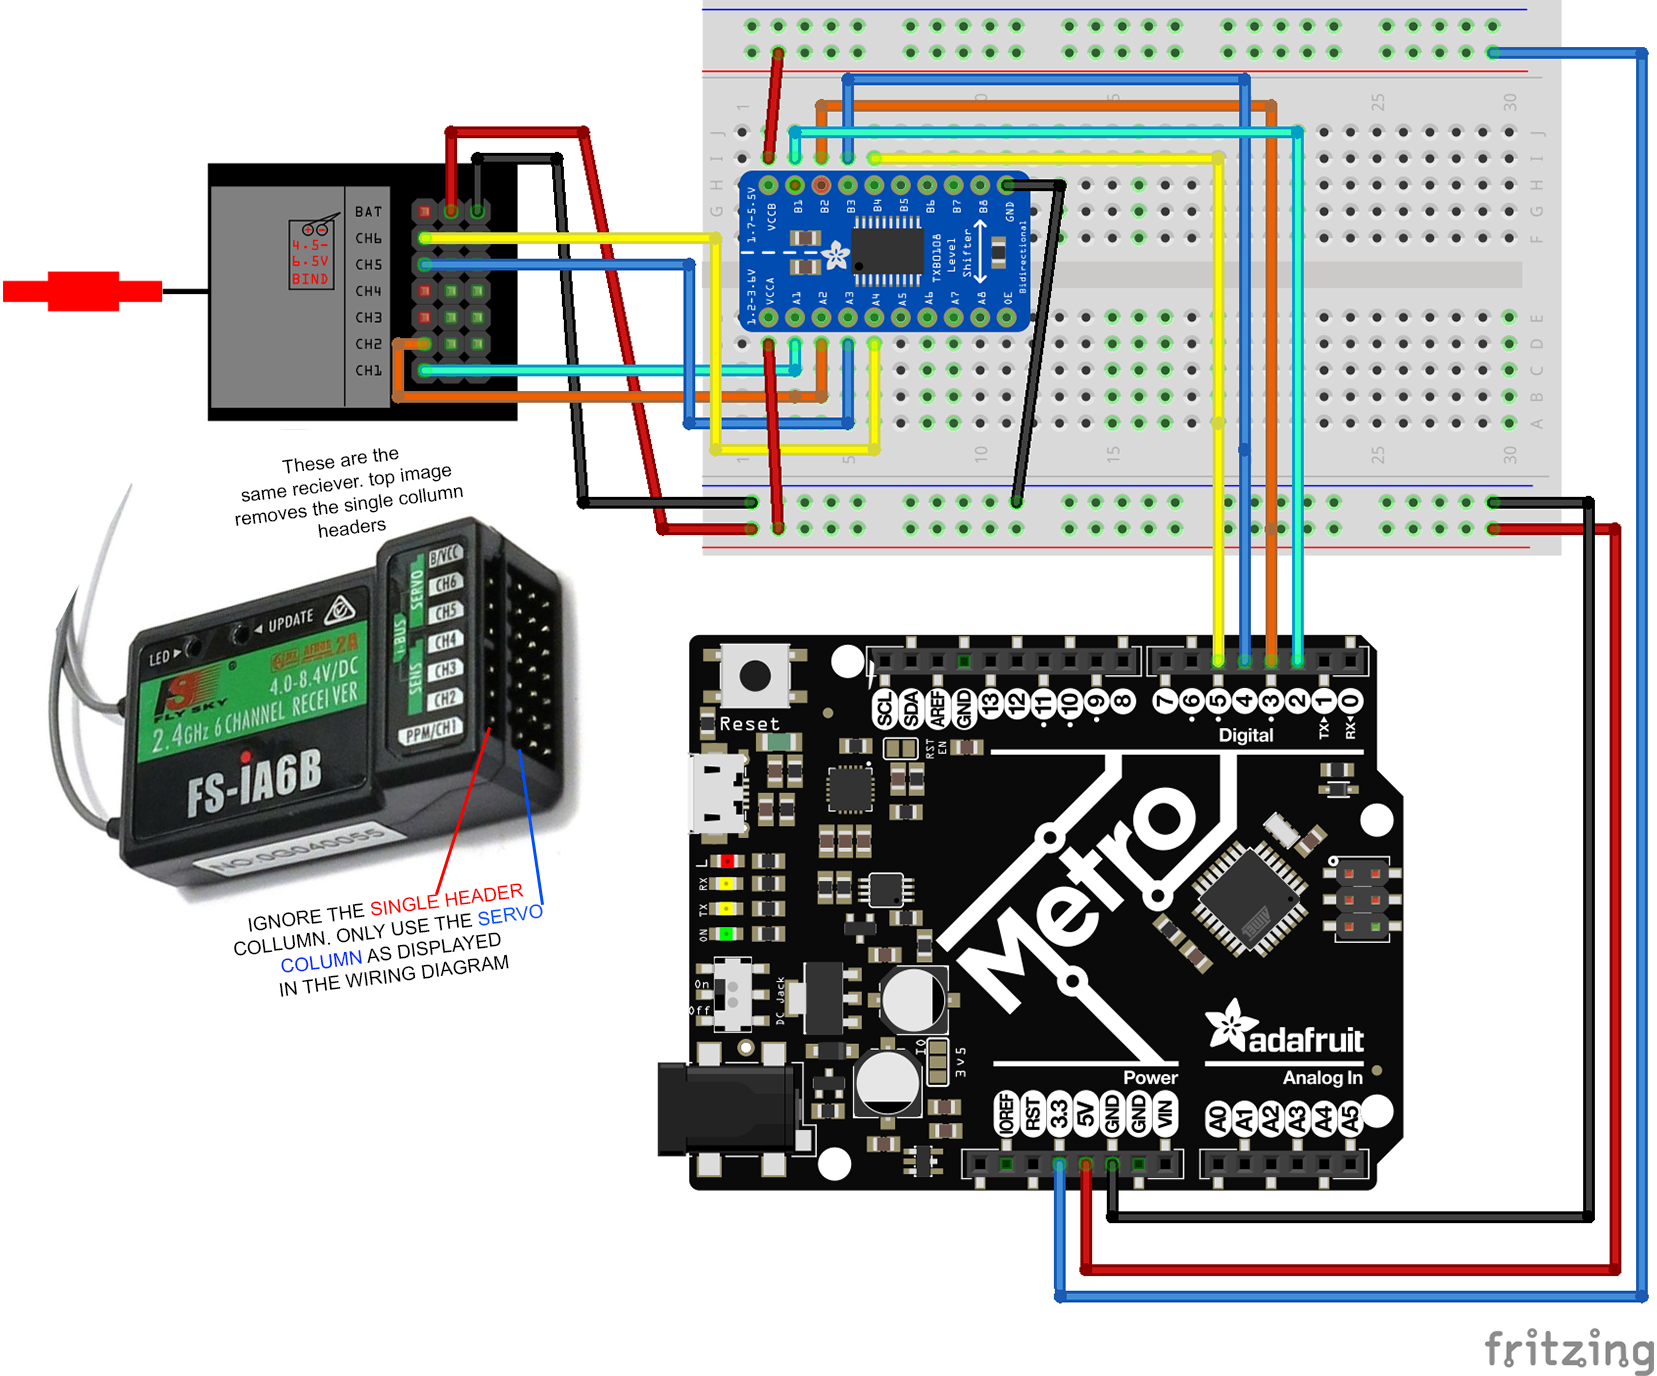 BAT
CH6
CH5
CH4
CH3
CH2
CH1
4.5-
6.5V
BIND
These are the
same reciever. top image
removes the single collumn
headers
LED
UPDATE
FLY SKY
4.0-8.4V/DC
2.4GHz 6 CHANNEL RECEIVER
FS-iA6B
SERVO
i-BUS
SENS
B/VCC
CH6
CH5
CH4
CH3
CH2
PPM/CH1
NO:0G040055
IGNORE THE SINGLE HEADER
COLLUMN. ONLY USE THE SERVO
COLUMN AS DISPLAYED
IN THE WIRING DIAGRAM
1 15 25 30
J J
I I
H H
G G
F F
1.7-5.5V
VCCB B1 B2 B3 B4 B5 B6 B7 B8 GND
TXB0108
Level
Shifter
Bidirectional
1.2-3.6V
VCCA A1 A2 A3 A4 A5 A6 A7 A8 OE
E
D
C
B
A A
1 5 10 15 25 30
Reset
SCL SDA AREF GND 13 12 11 10 9 8 7 6 5 4 3 2 1 0
TX RX
Digital
RST
EN
L
RX
TX
ON
Metro
On
Off
DC Jack
IO
3v5
adafruit
Power
Analog In
IOREF RST 3.3 5V GND GND VIN A0 A1 A2 A3 A4 A5
fritzing